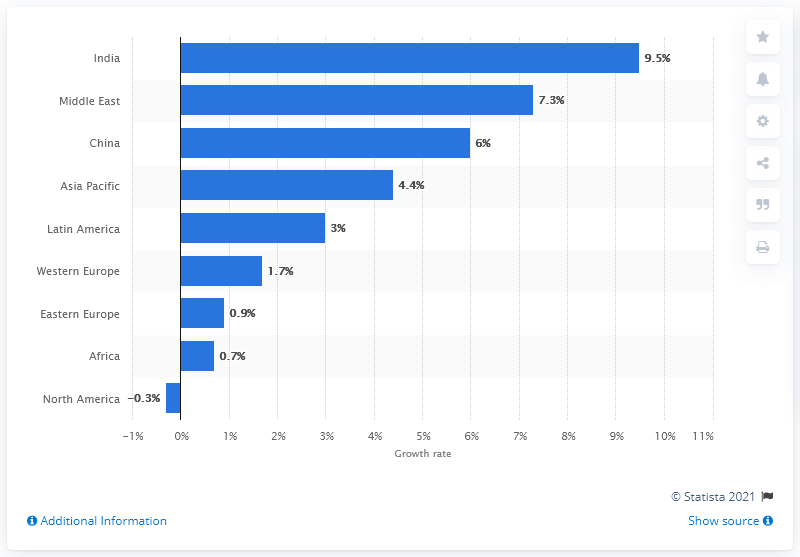 India 9.5%
Middle East 7.3%
China 6%
Asia Pacific 4.4%
Latin America 3%
Western Europe 1.7%
Eastern Europe 0.9%
Africa 0.7%
North America −0.3%
−1% 0% 1% 2% 3% 4% 5% 6% 7% 8% 9% 10% 11%
Growth rate
© Statista 2021
Additional Information Show source